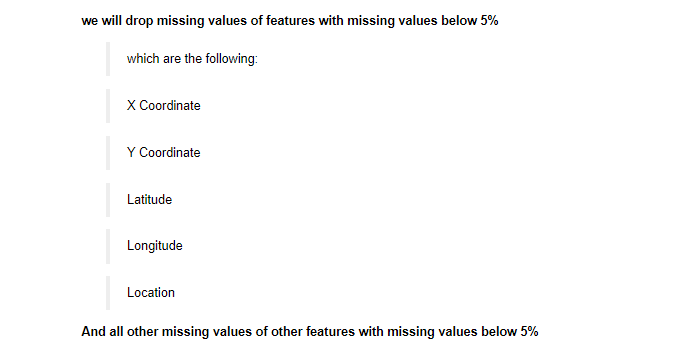 we will drop missing values of features with missing values below 5%
which are the following:
X Coordinate
Y Coordinate
Latitude
Longitude
Location
And all other missing values of other features with missing values below 5%